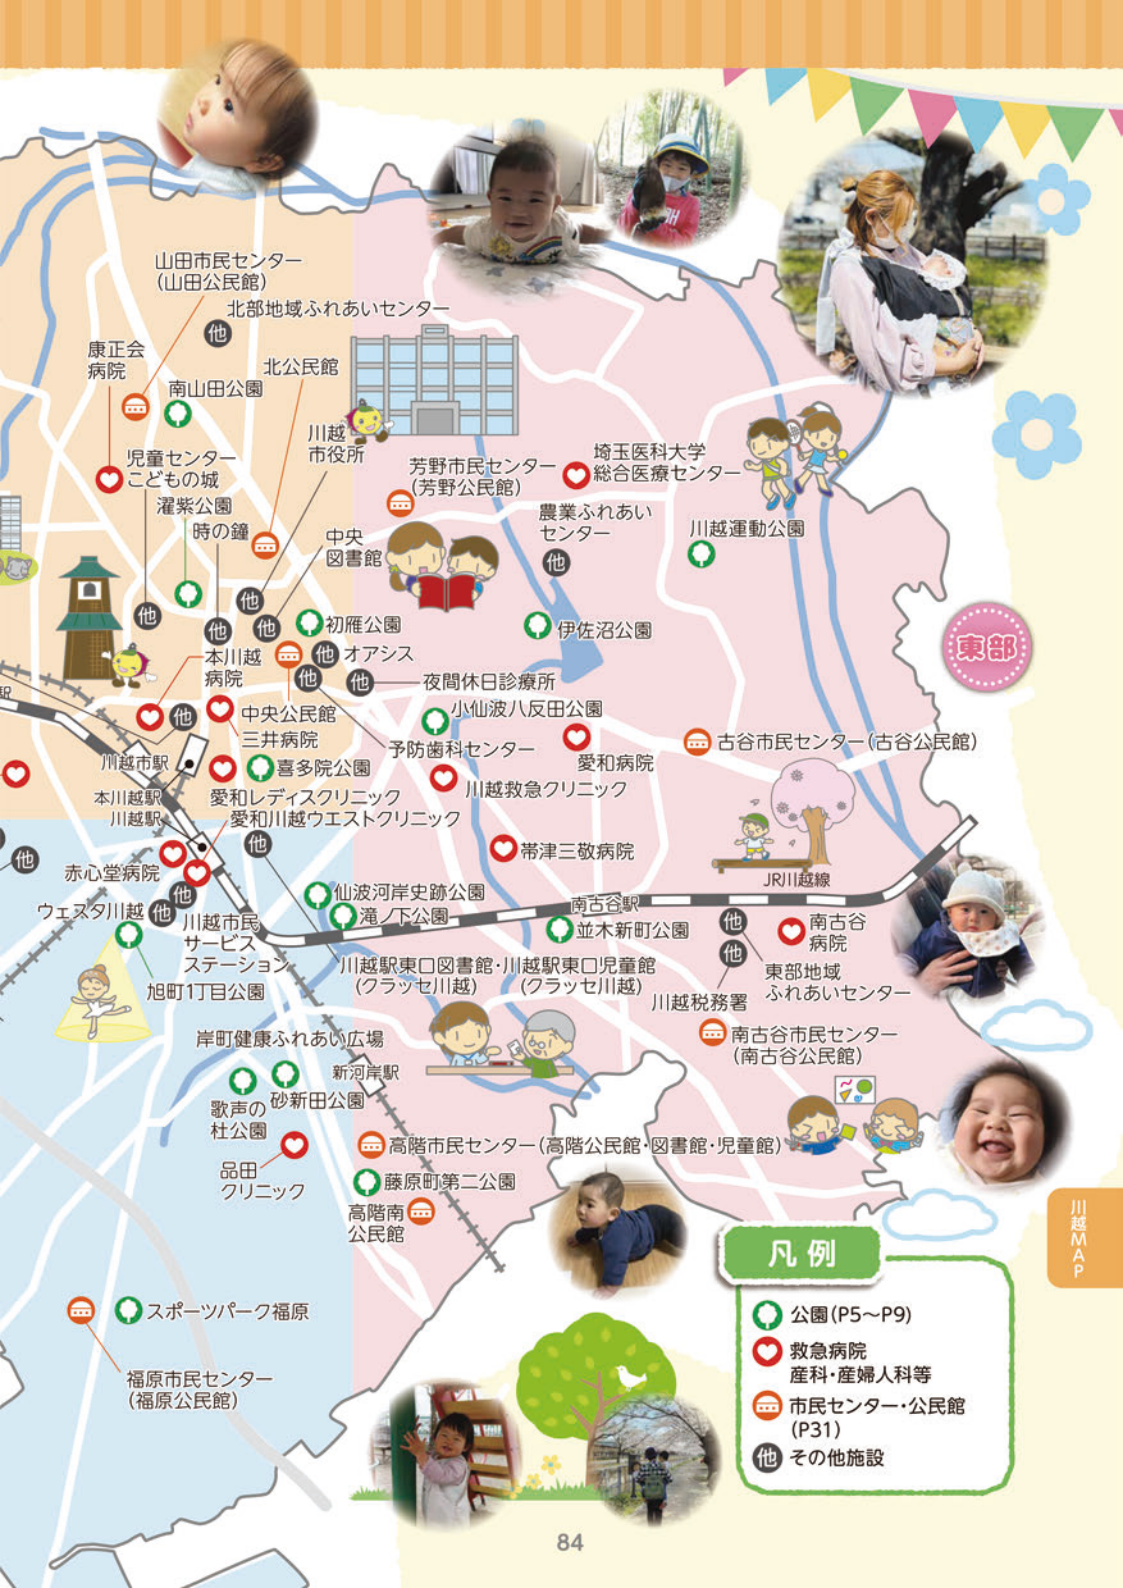 山田市民センター
(山田公民館)
北部地域ふれあいセンター
他
康正会
病院
北公民館
南山田公園
川越
市役所
児童センター
こどもの城
芳野市民センター
(芳野公民館)
埼玉医科大学
総合医療センター
濯紫公園
時の鐘
農業ふれあい
センター
他
川越運動公園
中央
図書館
他
他
他
他
初雁公園
伊佐沼公園
東部
本川越
病院
他
オアシス
他
他
夜間休日診療所
駅
他
中央公民館
小仙波八反田公園
三井病院
予防歯科センター
愛和病院
古谷市民センター(古谷公民館)
川越市駅
喜多院公園
川越救急クリニック
本川越駅
愛和レディスクリニック
川越駅
愛和川越ウエストクリニック
他
他
帯津三敬病院
赤心堂病院
JR川越線
他
仙波河岸史跡公園
ウェスタ川越
他
滝ノ下公園
南古谷駅
他
南古谷
病院
川越市民
サービス
ステーション
並木新町公園
他
川越駅東口図書館・川越駅東口児童館
(クラッセ川越)
(クラッセ川越)
東部地域
ふれあいセンター
旭町1丁目公園
川越税務署
南古谷市民センター
(南古谷公民館)
岸町健康ふれあい広場
新河岸駅
歌声の
杜公園
砂新田公園
高階市民センター(高階公民館・図書館・児童館)
品田
クリニック
藤原町第二公園
高階南
公民館
川越MAP
凡例
公園(P5〜P9)
救急病院
産科・産婦人科等
市民センター・公民館
(P31)
他
その他施設
スポーツパーク福原
福原市民センター
(福原公民館)
84